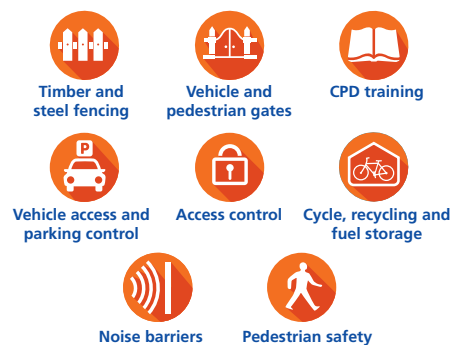 Timber and
steel fencing
Vehicle and
pedestrian gates
CPD training
P
Vehicle access and
parking control
Access control
Cycle, recycling and
fuel storage
Noise barriers
Pedestrian safety